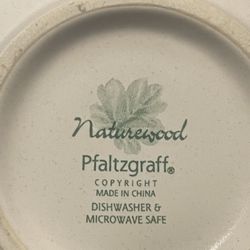 Naturewood
Pfaltzgraff®
COPYRIGHT
MADE IN CHINA
DISHWASHER &
MICROWAVE SAFE